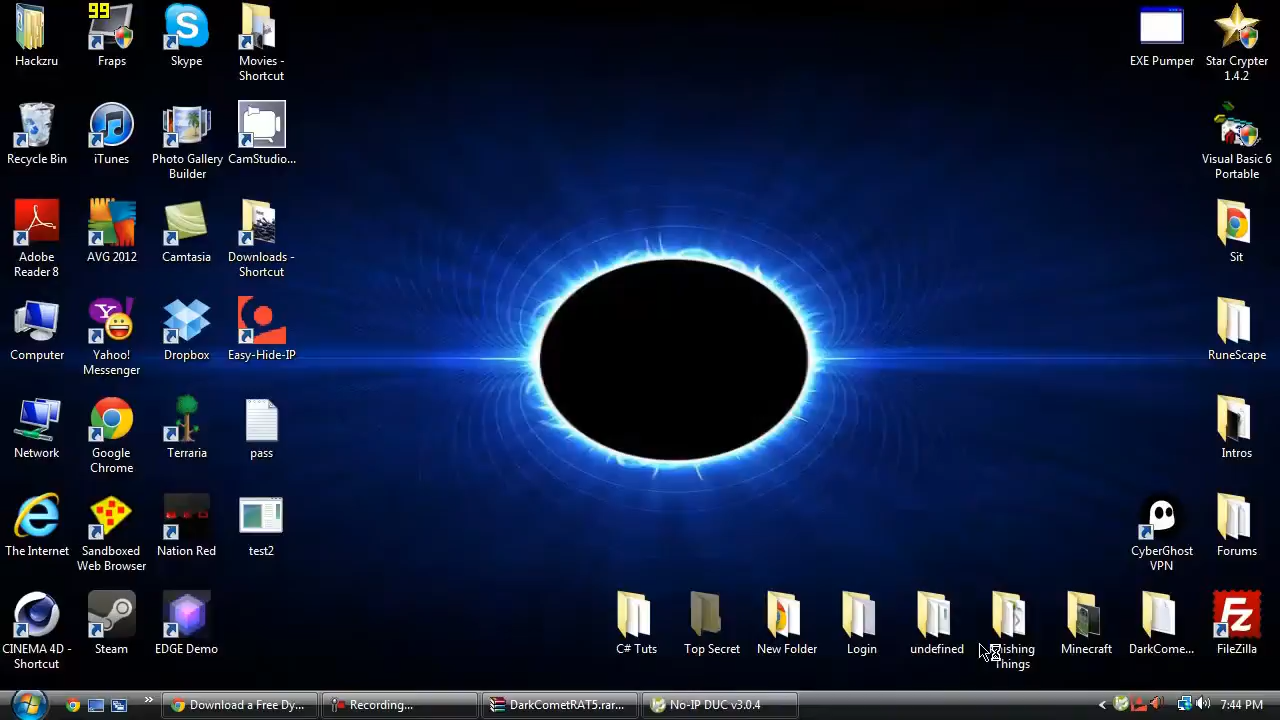 99
Hackzru
Fraps
Skype
Movies -
Shortcut
EXE Pumper
Star Crypter
1.4.2
Recycle Bin
iTunes
Photo Gallery
Builder
CamStudio...
Visual Basic 6
Portable
Adobe
Reader 8
AVG 2012
Camtasia
Downloads -
Shortcut
Sit
Computer
Yahoo!
Messenger
Dropbox
Easy-Hide-IP
RuneScape
Network
Google
Chrome
Terraria
pass
Intros
The Internet
Sandboxed
Web Browser
Nation Red
test2
CyberGhost
VPN
Forums
CINEMA 4D -
Shortcut
Steam
EDGE Demo
C# Tuts
Top Secret
New Folder
Login
undefined
Things
Minecraft
DarkCome...
FileZilla
Download a Free Dy...
Recording...
DarkCometRAT5.rar...
No-IP DUC v3.0.4
7:44 PM